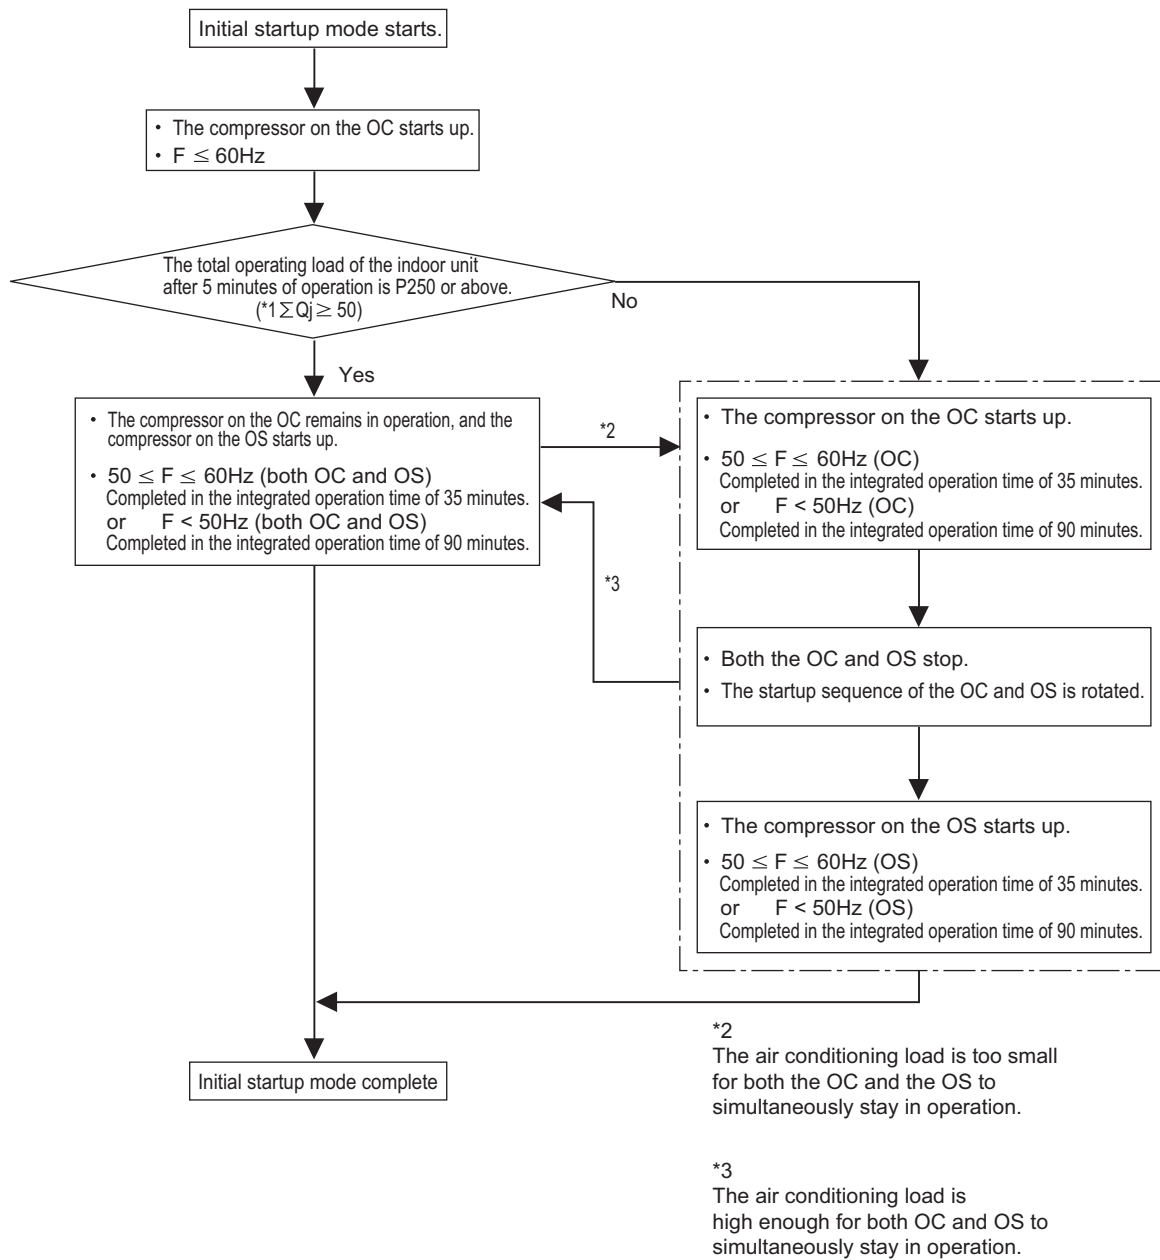 Initial startup mode starts.
・ The compressor on the OC starts up.
・ F ≤ 60Hz
The total operating load of the indoor unit
after 5 minutes of operation is P250 or above.
(*1 ΣQj ≥ 50)
No
Yes
・ The compressor on the OC remains in operation, and the
compressor on the OS starts up.
・ 50 ≤ F ≤ 60Hz (both OC and OS)
Completed in the integrated operation time of 35 minutes.
or F < 50Hz (both OC and OS)
Completed in the integrated operation time of 90 minutes.
*2
*3
・ The compressor on the OC starts up.
・ 50 ≤ F ≤ 60Hz (OC)
Completed in the integrated operation time of 35 minutes.
or F < 50Hz (OC)
Completed in the integrated operation time of 90 minutes.
・ Both the OC and OS stop.
・ The startup sequence of the OC and OS is rotated.
・ The compressor on the OS starts up.
・ 50 ≤ F ≤ 60Hz (OS)
Completed in the integrated operation time of 35 minutes.
or F < 50Hz (OS)
Completed in the integrated operation time of 90 minutes.
Initial startup mode complete
*2
The air conditioning load is too small
for both the OC and the OS to
simultaneously stay in operation.
*3
The air conditioning load is
high enough for both OC and OS to
simultaneously stay in operation.